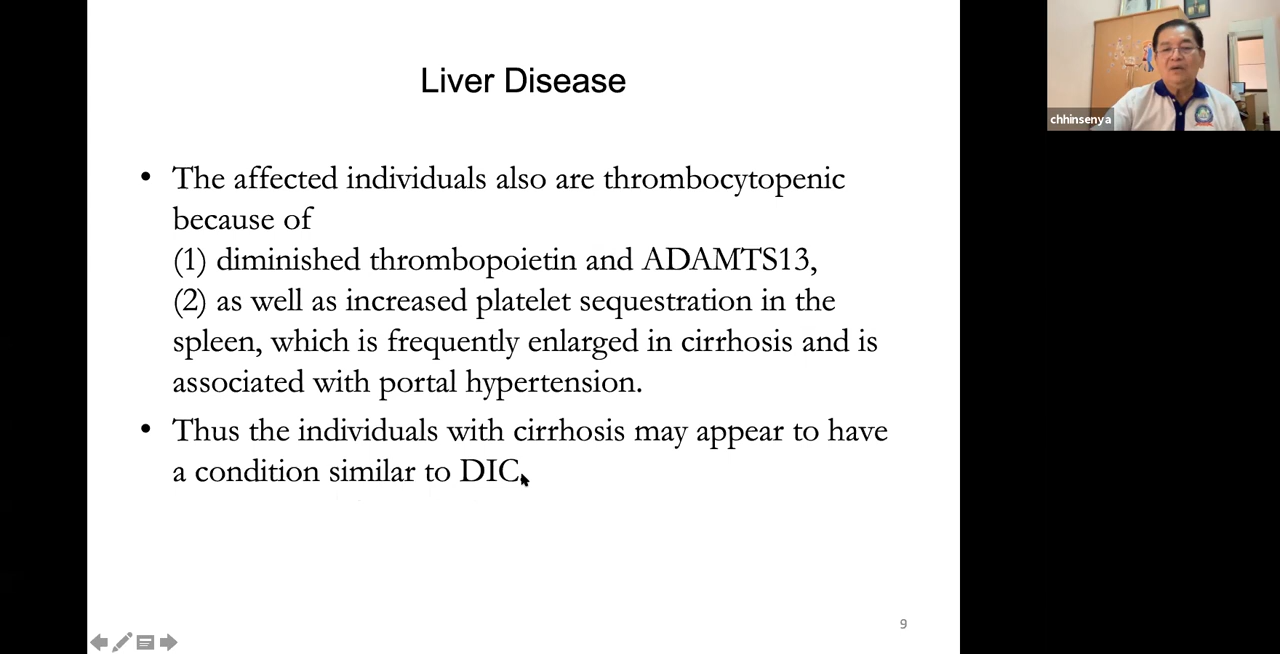 Liver Disease
• The affected individuals also are thrombocytopenic
because of
(1) diminished thrombopoietin and ADAMTS13,
(2) as well as increased platelet sequestration in the
spleen, which is frequently enlarged in cirrhosis and is
associated with portal hypertension.
• Thus the individuals with cirrhosis may appear to have
a condition similar to DIC.
9
chhinsenya